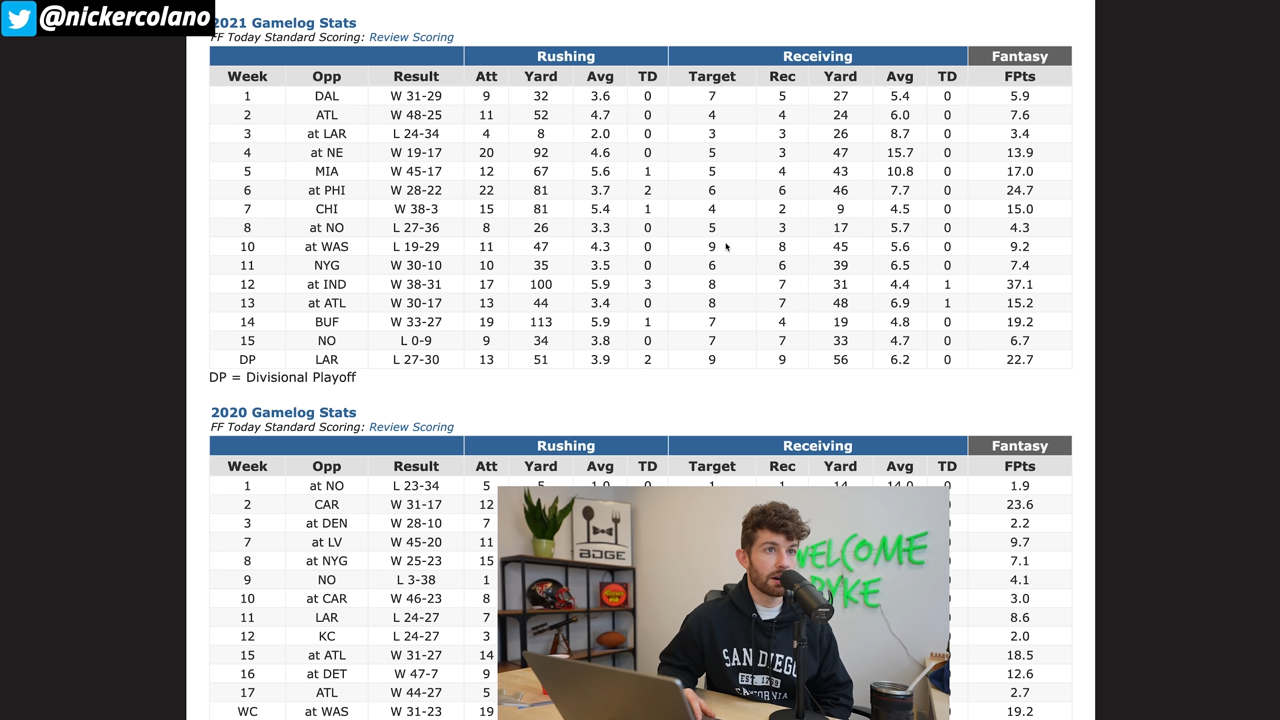 @nickercolano
2021 Gamelog Stats
FF Today Standard Scoring: Review Scoring
Rushing Receiving Fantasy
Week Opp Result Att Yard Avg TD Target Rec Yard Avg TD FPts
1 DAL W 31-29 9 32 3.6 0 7 5 27 5.4 0 5.9
2 ATL W 48-25 11 52 4.7 0 4 4 24 6.0 0 7.6
3 at LAR L 24-34 4 8 2.0 0 3 3 26 8.7 0 3.4
4 at NE W 19-17 20 92 4.6 0 5 3 47 15.7 0 13.9
5 MIA W 45-17 12 67 5.6 1 5 4 43 10.8 0 17.0
6 at PHI W 28-22 22 81 3.7 2 6 6 46 7.7 0 24.7
7 CHI W 38-3 15 81 5.4 1 4 2 9 4.5 0 15.0
8 at NO L 27-36 8 26 3.3 0 5 3 17 5.7 0 4.3
10 at WAS L 19-29 11 47 4.3 0 9 8 45 5.6 0 9.2
11 NYG W 30-10 10 35 3.5 0 6 6 39 6.5 0 7.4
12 at IND W 38-31 17 100 5.9 3 8 7 31 4.4 1 37.1
13 at ATL W 30-17 13 44 3.4 0 8 7 48 6.9 1 15.2
14 BUF W 33-27 19 113 5.9 1 7 4 19 4.8 0 19.2
15 NO L 0-9 9 34 3.8 0 7 7 33 4.7 0 6.7
DP LAR L 27-30 13 51 3.9 2 9 9 56 6.2 0 22.7
DP = Divisional Playoff
2020 Gamelog Stats
FF Today Standard Scoring: Review Scoring
Rushing Receiving Fantasy
Week Opp Result Att Yard Avg TD Target Rec Yard Avg TD FPts
1 at NO L 23-34 5 5 1.0 0 1 1 14 14.0 0 1.9
2 CAR W 31-17 12 23.6
3 at DEN W 28-10 7 2.2
7 at LV W 45-20 11 9.7
8 at NYG W 25-23 15 7.1
9 NO L 3-38 1 4.1
10 at CAR W 46-23 8 3.0
11 LAR L 24-27 7 8.6
12 KC L 24-27 3 2.0
15 at ATL W 31-27 14 18.5
16 at DET W 47-7 9 12.6
17 ATL W 44-27 5 2.7
WC at WAS W 31-23 19 19.2
BDGE
WELCOME
PYKE
SAN DIEGO
CALIFORNIA